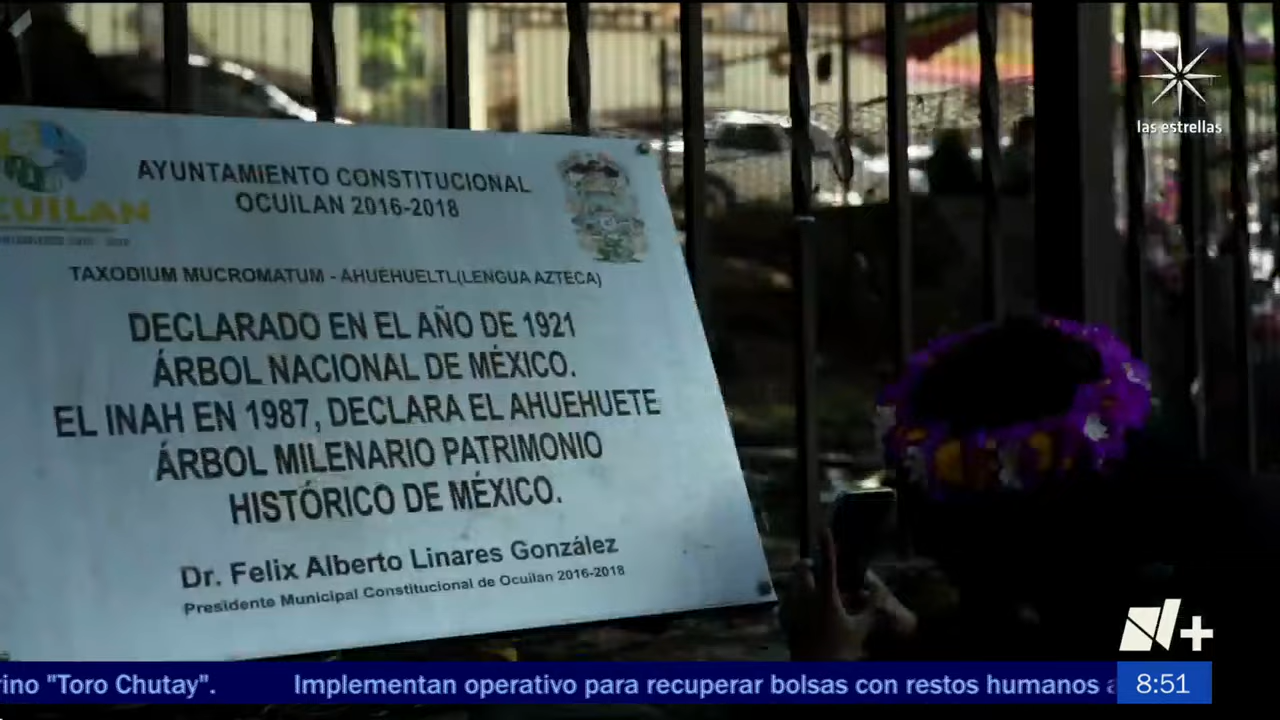 las estrellas
CUILAN
AYUNTAMIENTO CONSTITUCIONAL
OCUILAN 2016-2018
TAXODIUM MUCROMATUM - AHUEHUELTL(LENGUA AZTECA)
DECLARADO EN EL AÑO DE 1921
ÁRBOL NACIONAL DE MÉXICO.
EL INAH EN 1987, DECLARA EL AHUEHUETE
ÁRBOL MILENARIO PATRIMONIO
HISTÓRICO DE MÉXICO.
Dr. Felix Alberto Linares González
Presidente Municipal Constitucional de Ocuilan 2016-2018
N+
rino "Toro Chutay". Implementan operativo para recuperar bolsas con restos humanos a 8:51